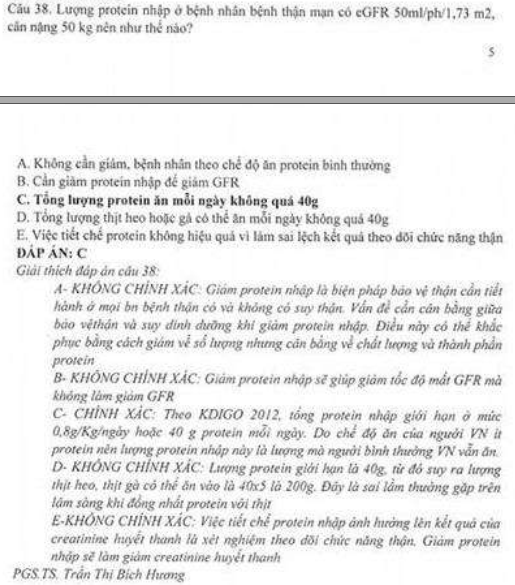 Câu 38. Lượng protein nhập ở bệnh nhân bệnh thận mạn có eGFR 50ml/ph/1,73 m2,
cân nặng 50 kg nên như thế nào?
5
A. Không cần giảm, bệnh nhân theo chế độ ăn protein bình thường
B. Cần giảm protein nhập để giảm GFR
C. Tổng lượng protein ăn mỗi ngày không quá 40g
D. Tổng lượng thịt heo hoặc gà có thể ăn mỗi ngày không quá 40g
E. Việc tiết chế protein không hiệu quả vì làm sai lệch kết quả theo dõi chức năng thận
ĐÁP ÁN: C
Giải thích đáp án câu 38:
A- KHÔNG CHÍNH XÁC: Giảm protein nhập là biện pháp bảo vệ thận cần tiết
hành ở mọi bn bệnh thận có và không có suy thận. Vấn đề cần cân bằng giữa
bảo vệthận và suy dinh dưỡng khi giảm protein nhập. Điều này có thể khắc
phục bằng cách giảm về số lượng nhưng cân bằng về chất lượng và thành phần
protein
B- KHÔNG CHÍNH XÁC: Giảm protein nhập sẽ giúp giảm tốc độ mất GFR mà
không làm giảm GFR
C- CHÍNH XÁC: Theo KDIGO 2012, tổng protein nhập giới hạn ở mức
0,8g/Kg/ngày hoặc 40 g protein mỗi ngày. Do chế độ ăn của người VN ít
protein nên lượng protein nhập này là lượng mà người bình thường VN vẫn ăn.
D- KHÔNG CHÍNH XÁC: Lượng protein giới hạn là 40g, từ đó suy ra lượng
thịt heo, thịt gà có thể ăn vào là 40x5 là 200g. Đây là sai lầm thường gặp trên
lâm sàng khi đồng nhất protein với thịt
E-KHÔNG CHÍNH XÁC: Việc tiết chế protein nhập ảnh hưởng lên kết quả của
creatinine huyết thanh là xét nghiệm theo dõi chức năng thận. Giảm protein
nhập sẽ làm giảm creatinine huyết thanh
PGS.TS. Trần Thị Bích Hương